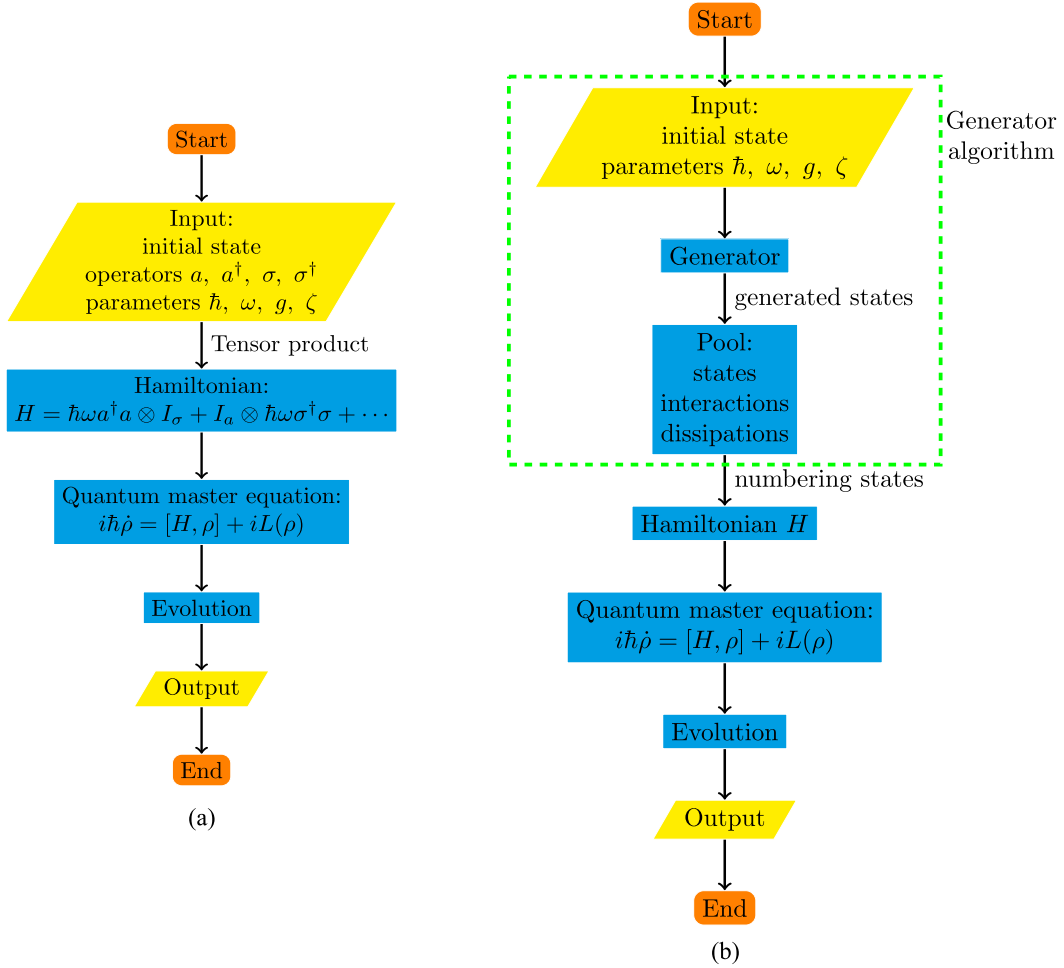 Start
Input:
initial state
operators a, a†, σ, σ†
parameters ℏ, ω, g, ζ
Tensor product
Hamiltonian:
H = ℏωa†a ⊗ I_σ + I_a ⊗ ℏωσ†σ + ⋯
Quantum master equation:
iℏρ̇ = [H, ρ] + iL(ρ)
Evolution
Output
End
(a)
Start
Input:
initial state
parameters ℏ, ω, g, ζ
Generator
algorithm
Generator
generated states
Pool:
states
interactions
dissipations
numbering states
Hamiltonian H
Quantum master equation:
iℏρ̇ = [H, ρ] + iL(ρ)
Evolution
Output
End
(b)